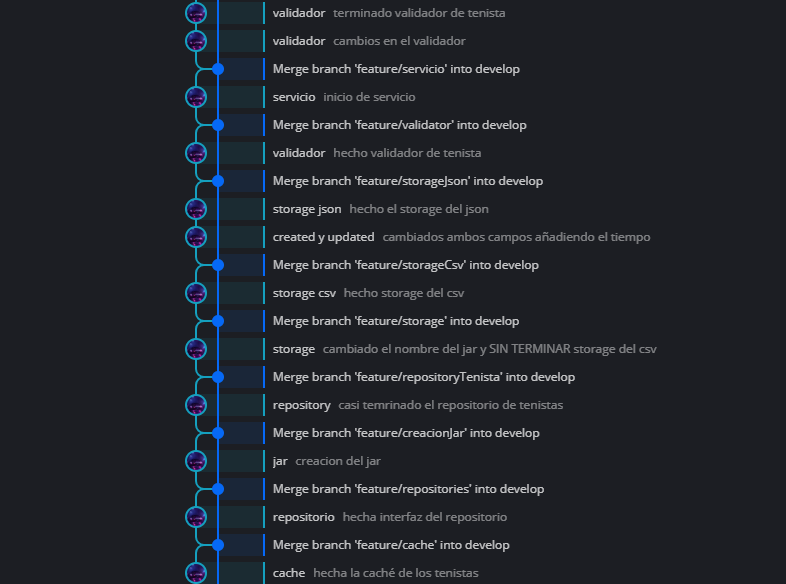 validador terminado validador de tenista
validador cambios en el validador
Merge branch 'feature/servicio' into develop
servicio inicio de servicio
Merge branch 'feature/validator' into develop
validador hecho validador de tenista
Merge branch 'feature/storageJson' into develop
storage json hecho el storage del json
created y updated cambiados ambos campos añadiendo el tiempo
Merge branch 'feature/storageCsv' into develop
storage csv hecho storage del csv
Merge branch 'feature/storage' into develop
storage cambiado el nombre del jar y SIN TERMINAR storage del csv
Merge branch 'feature/repositoryTenista' into develop
repository casi temrinado el repositorio de tenistas
Merge branch 'feature/creacionJar' into develop
jar creacion del jar
Merge branch 'feature/repositories' into develop
repositorio hecha interfaz del repositorio
Merge branch 'feature/cache' into develop
cache hecha la caché de los tenistas